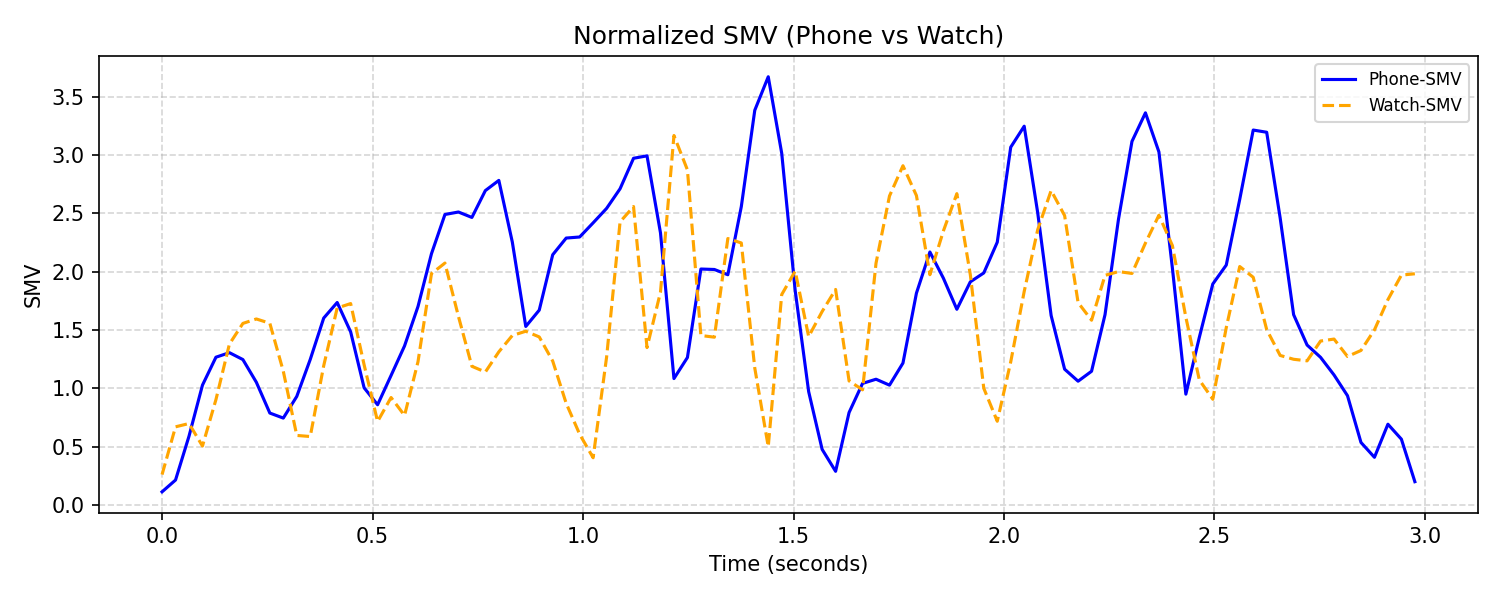 Normalized SMV (Phone vs Watch)
Phone-SMV
Watch-SMV
SMV
3.5
3.0
2.5
2.0
1.5
1.0
0.5
0.0
0.0 0.5 1.0 1.5 2.0 2.5 3.0
Time (seconds)